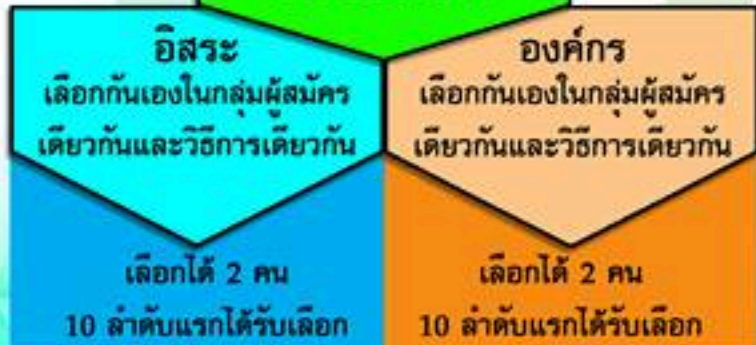 อิสระ
เลือกกันเองในกลุ่มผู้สมัคร
เดียวกันและวิธีการเดียวกัน
เลือกได้ 2 คน
10 ลำดับแรกได้รับเลือก
องค์กร
เลือกกันเองในกลุ่มผู้สมัคร
เดียวกันและวิธีการเดียวกัน
เลือกได้ 2 คน
10 ลำดับแรกได้รับเลือก